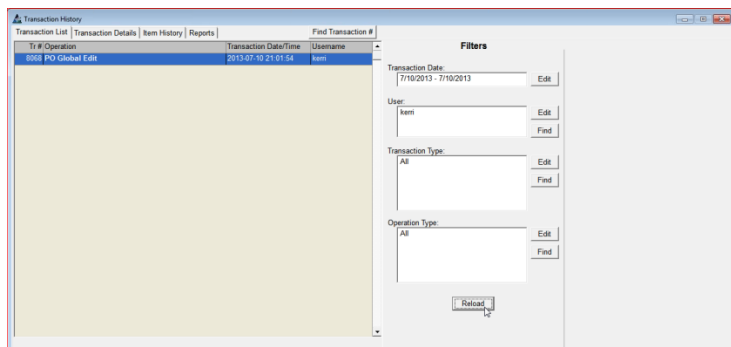 Transaction History
Transaction List Transaction Details Item History Reports Find Transaction #
Tr # Operation Transaction Date/Time Username
8068 PO Global Edit 2013-07-10 21:01:54 kerri
Filters
Transaction Date:
7/10/2013 - 7/10/2013 Edit
User:
kerri Edit
Find
Transaction Type:
All Edit
Find
Operation Type:
All Edit
Find
Reload